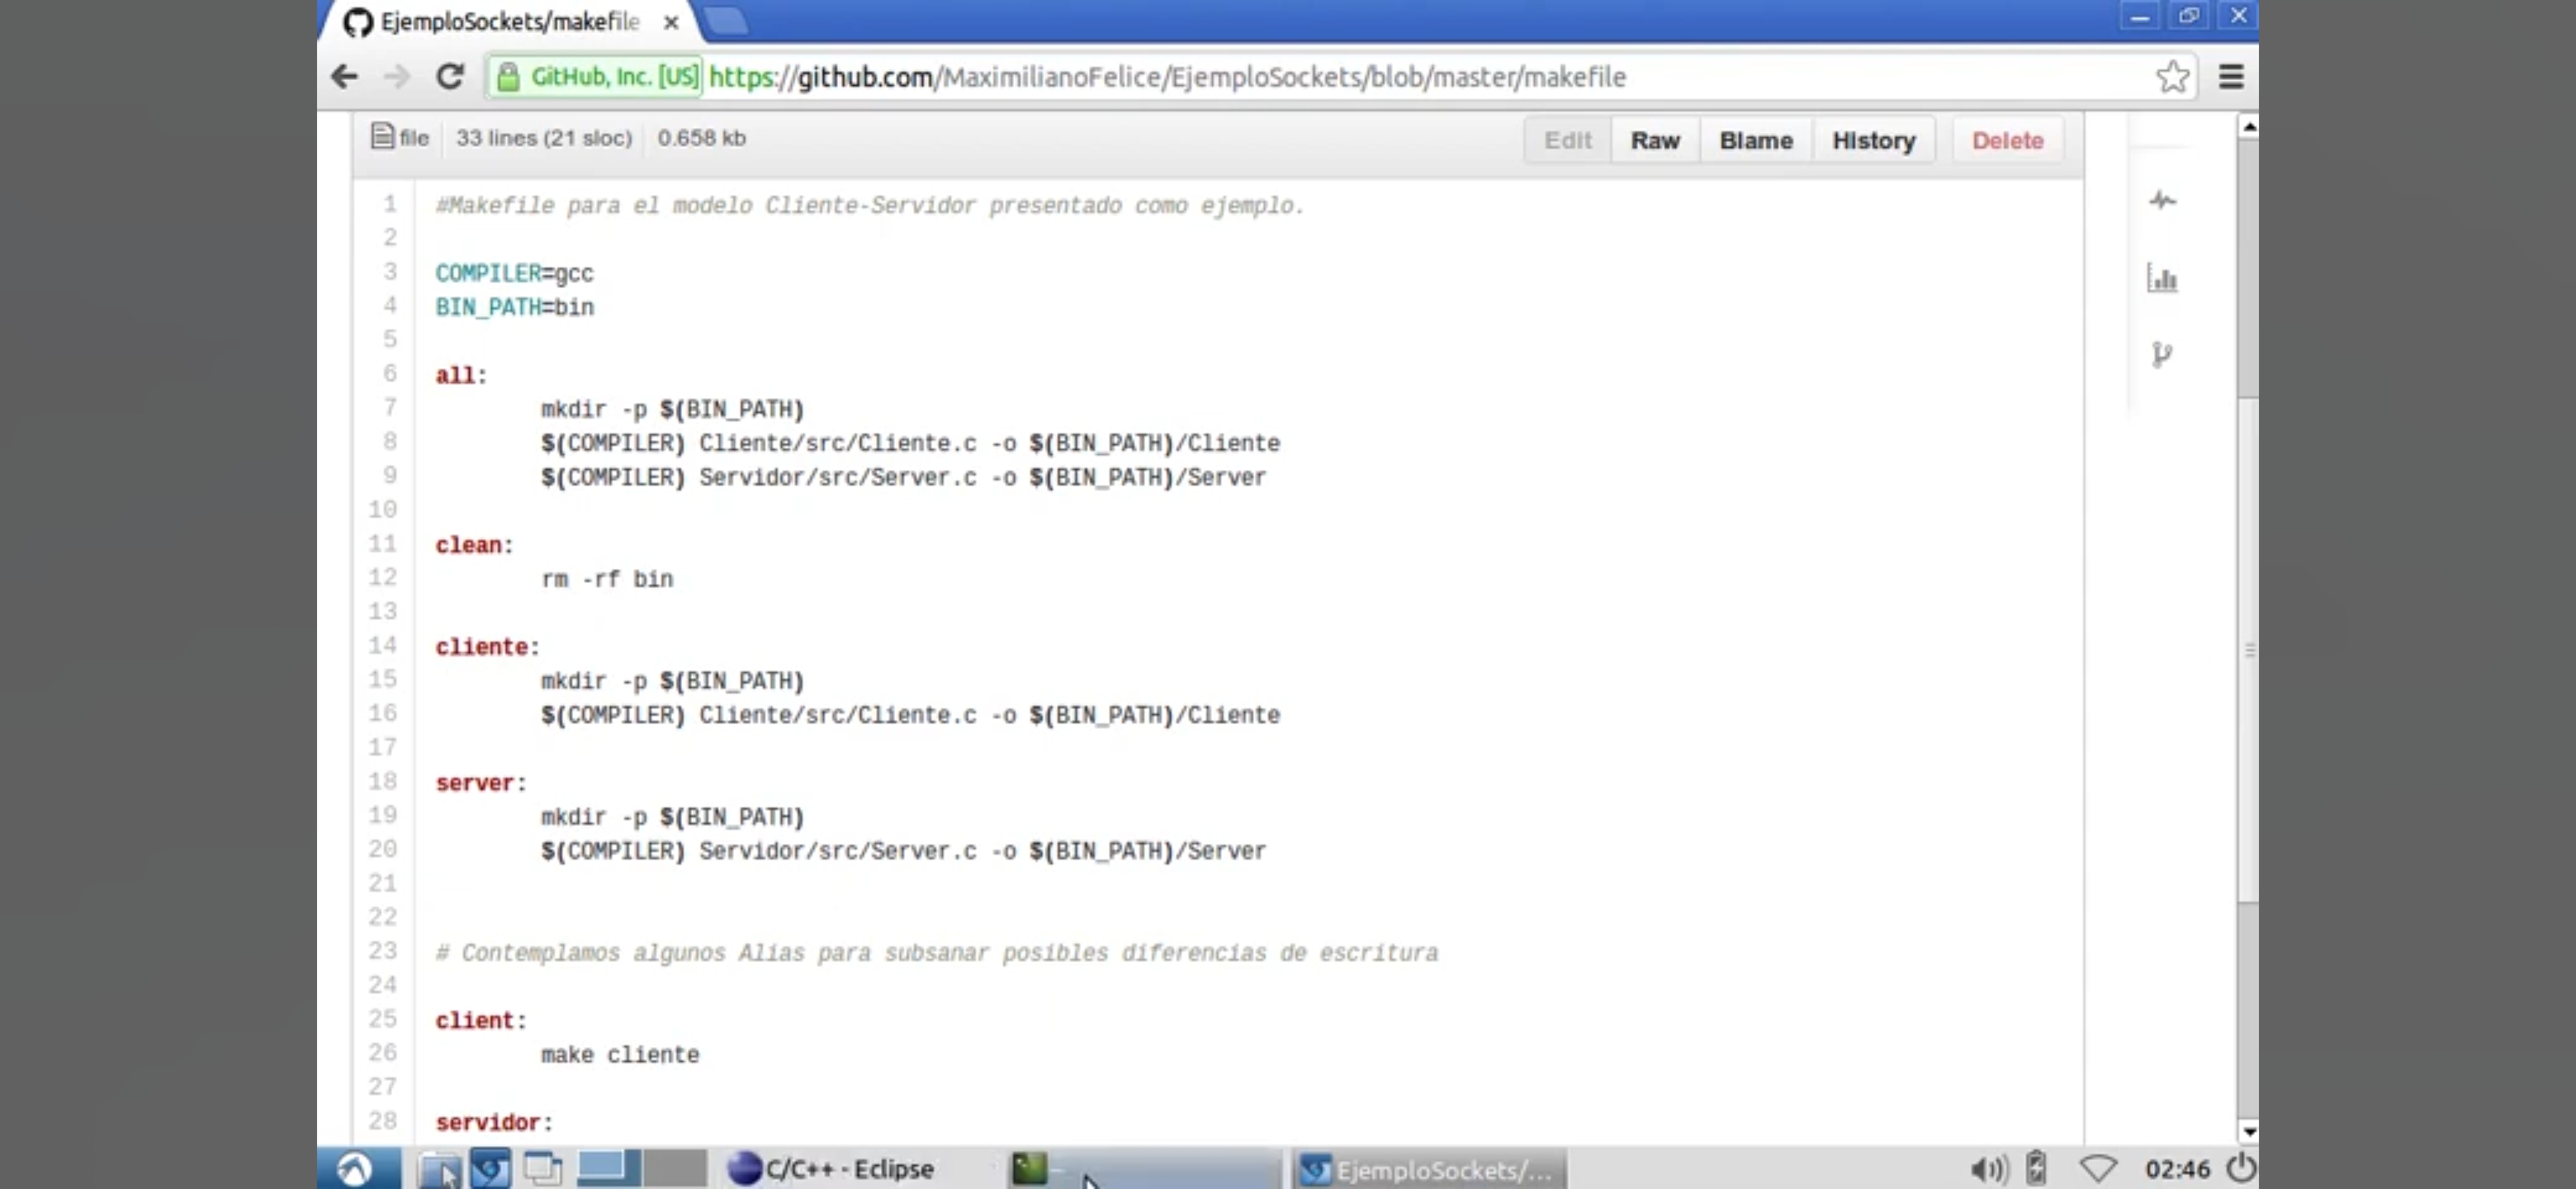 EjemploSockets/makefile
GitHub, Inc. [US] https://github.com/MaximilianoFelice/EjemploSockets/blob/master/makefile
file 33 lines (21 sloc) 0.658 kb Edit Raw Blame History Delete
1 #Makefile para el modelo Cliente-Servidor presentado como ejemplo.
2
3 COMPILER=gcc
4 BIN_PATH=bin
5
6 all:
7 mkdir -p $(BIN_PATH)
8 $(COMPILER) Cliente/src/Cliente.c -o $(BIN_PATH)/Cliente
9 $(COMPILER) Servidor/src/Server.c -o $(BIN_PATH)/Server
10
11 clean:
12 rm -rf bin
13
14 cliente:
15 mkdir -p $(BIN_PATH)
16 $(COMPILER) Cliente/src/Cliente.c -o $(BIN_PATH)/Cliente
17
18 server:
19 mkdir -p $(BIN_PATH)
20 $(COMPILER) Servidor/src/Server.c -o $(BIN_PATH)/Server
21
22
23 # Contemplamos algunos Alias para subsanar posibles diferencias de escritura
24
25 client:
26 make cliente
27
28 servidor:
C/C++ - Eclipse EjemploSockets/... 02:46